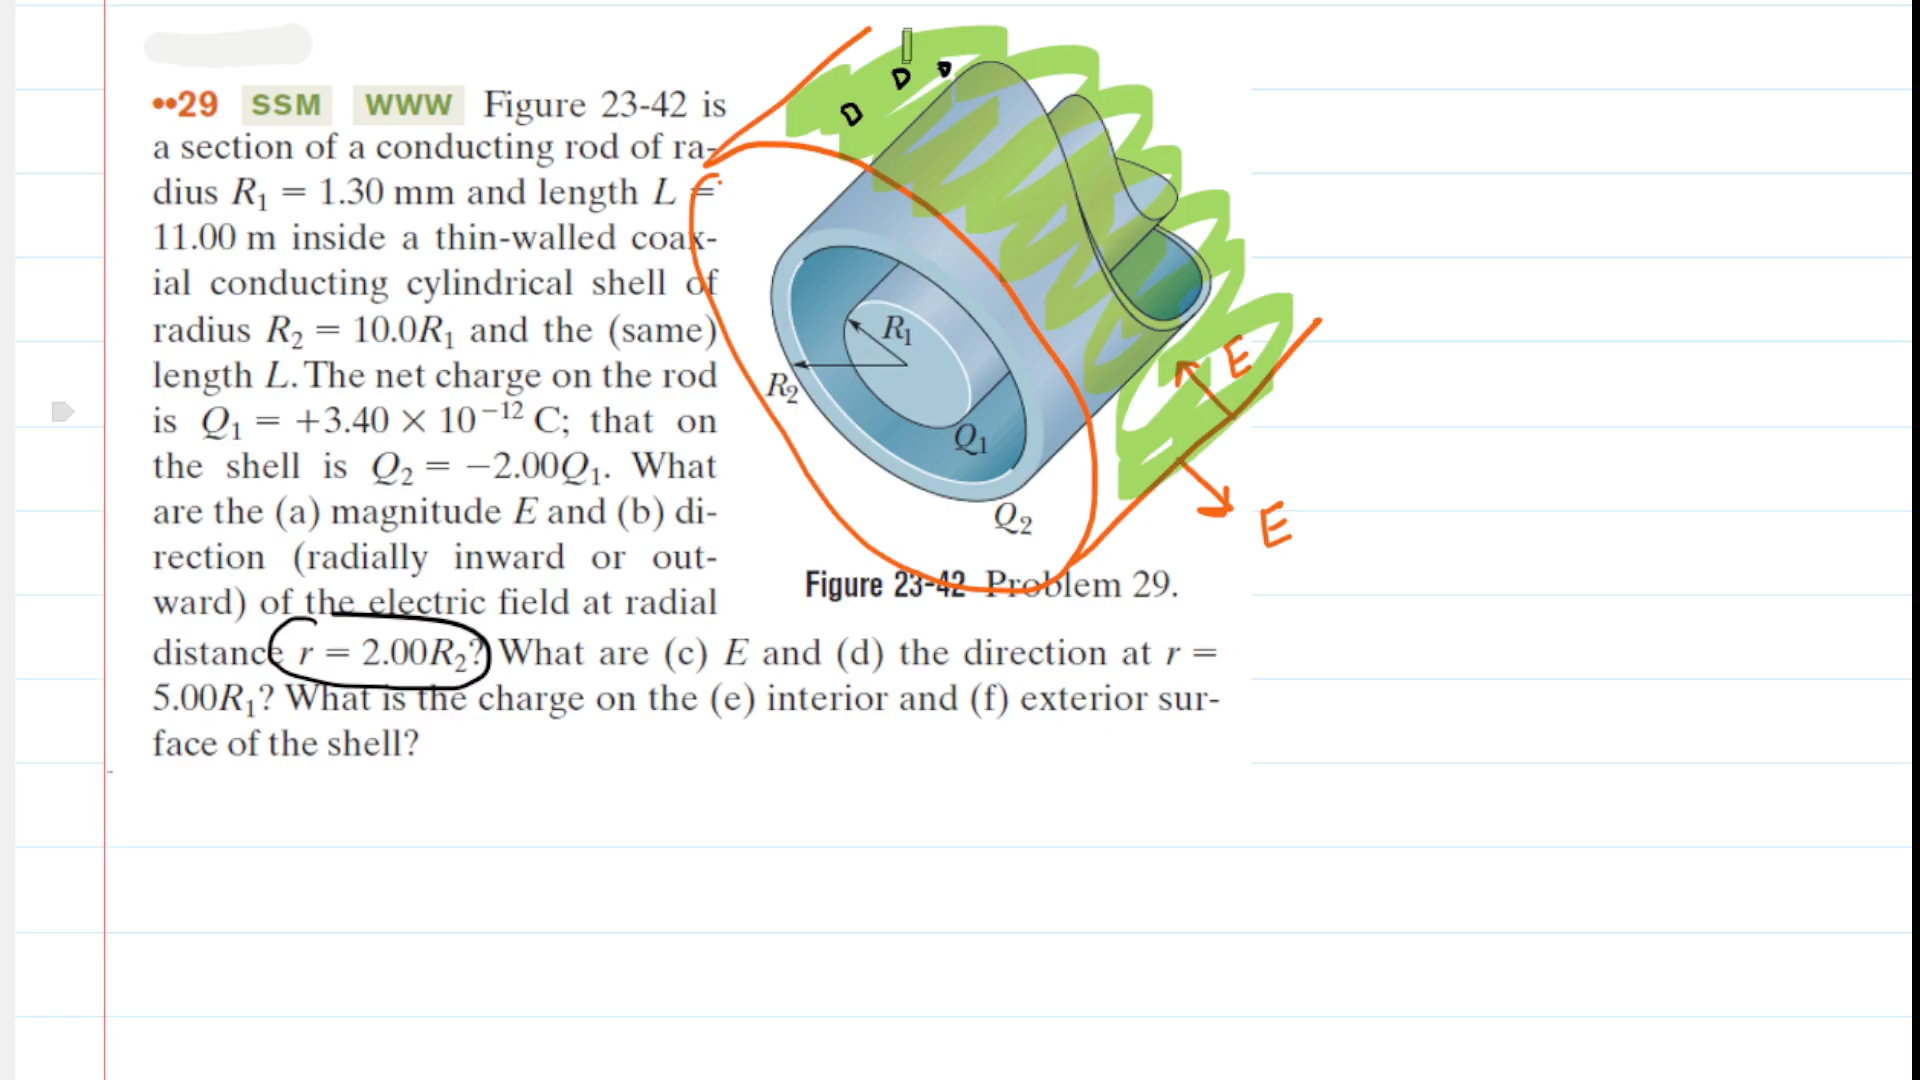 ••29 SSM WWW Figure 23-42 is
a section of a conducting rod of ra-
dius R₁ = 1.30 mm and length L =
11.00 m inside a thin-walled coax-
ial conducting cylindrical shell of
radius R₂ = 10.0R₁ and the (same)
length L. The net charge on the rod
is Q₁ = +3.40 × 10⁻¹² C; that on
the shell is Q₂ = −2.00Q₁. What
are the (a) magnitude E and (b) di-
rection (radially inward or out-
ward) of the electric field at radial
distance r = 2.00R₂? What are (c) E and (d) the direction at r =
5.00R₁? What is the charge on the (e) interior and (f) exterior sur-
face of the shell?
R₁
R₂
Q₁
Q₂
E
E
Figure 23-42 Problem 29.